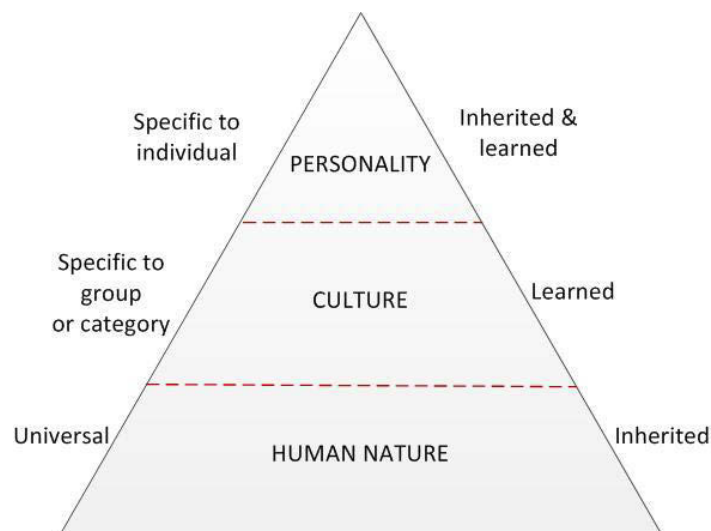 Specific to
individual
PERSONALITY
Inherited &
learned
Specific to
group
or category
CULTURE
Learned
Universal
HUMAN NATURE
Inherited